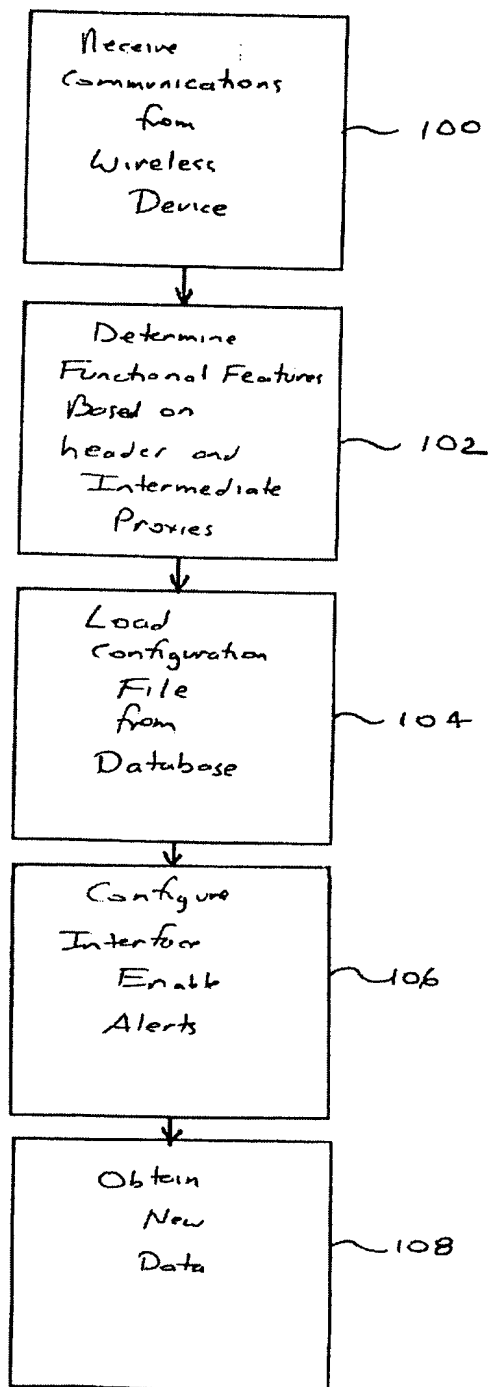 Receive
Communications
from
Wireless
Device
100
Determine
Functional Features
Based on
header and
Intermediate
Proxies
102
Load
Configuration
File
from
Database
104
Configure
Interface
Enable
Alerts
106
Obtain
New
Data
108